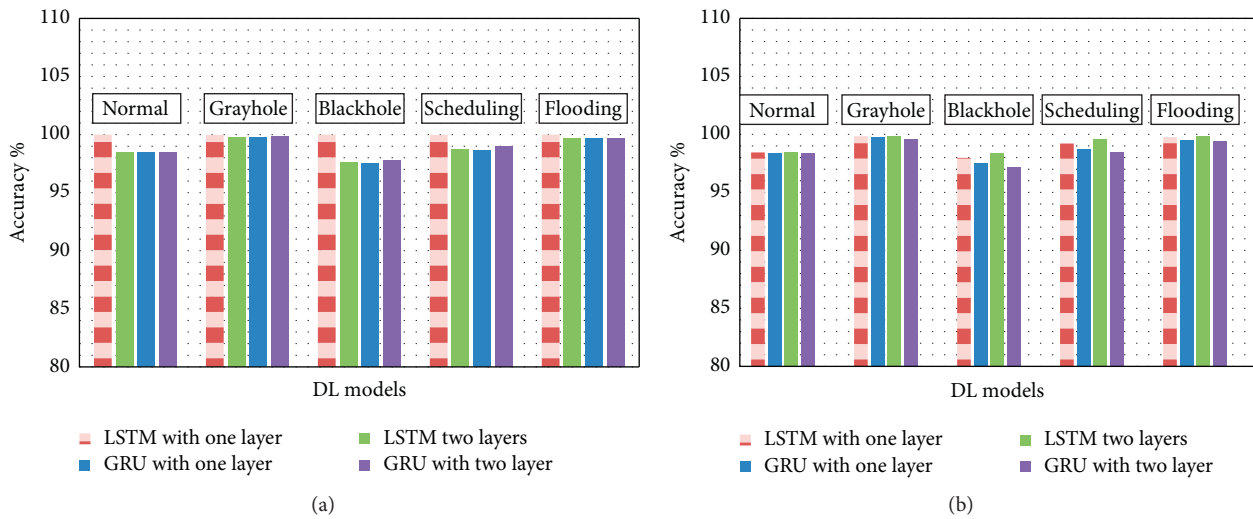 110
105
100
95
90
85
80
Accuracy %
Normal
Grayhole
Blackhole
Scheduling
Flooding
DL models
LSTM with one layer
LSTM two layers
GRU with one layer
GRU with two layer
(a)
110
105
100
95
90
85
80
Accuracy %
Normal
Grayhole
Blackhole
Scheduling
Flooding
DL models
LSTM with one layer
LSTM two layers
GRU with one layer
GRU with two layer
(b)